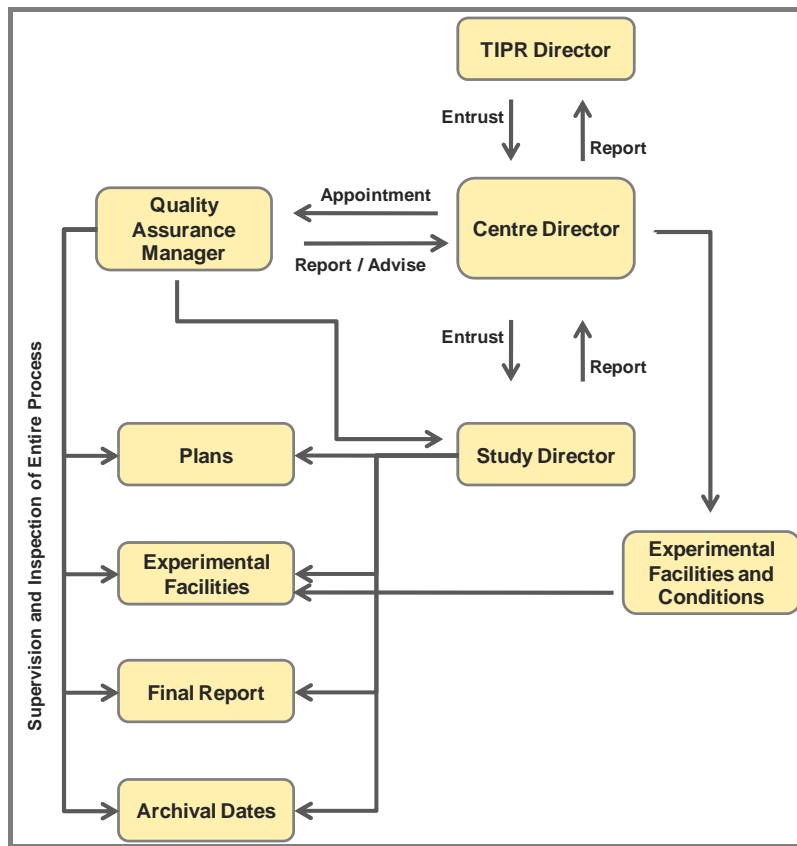 TIPR Director
Entrust
Report
Appointment
Quality
Assurance
Manager
Centre Director
Report / Advise
Entrust
Report
Supervision and Inspection of Entire Process
Plans
Study Director
Experimental
Facilities
Experimental
Facilities and
Conditions
Final Report
Archival Dates